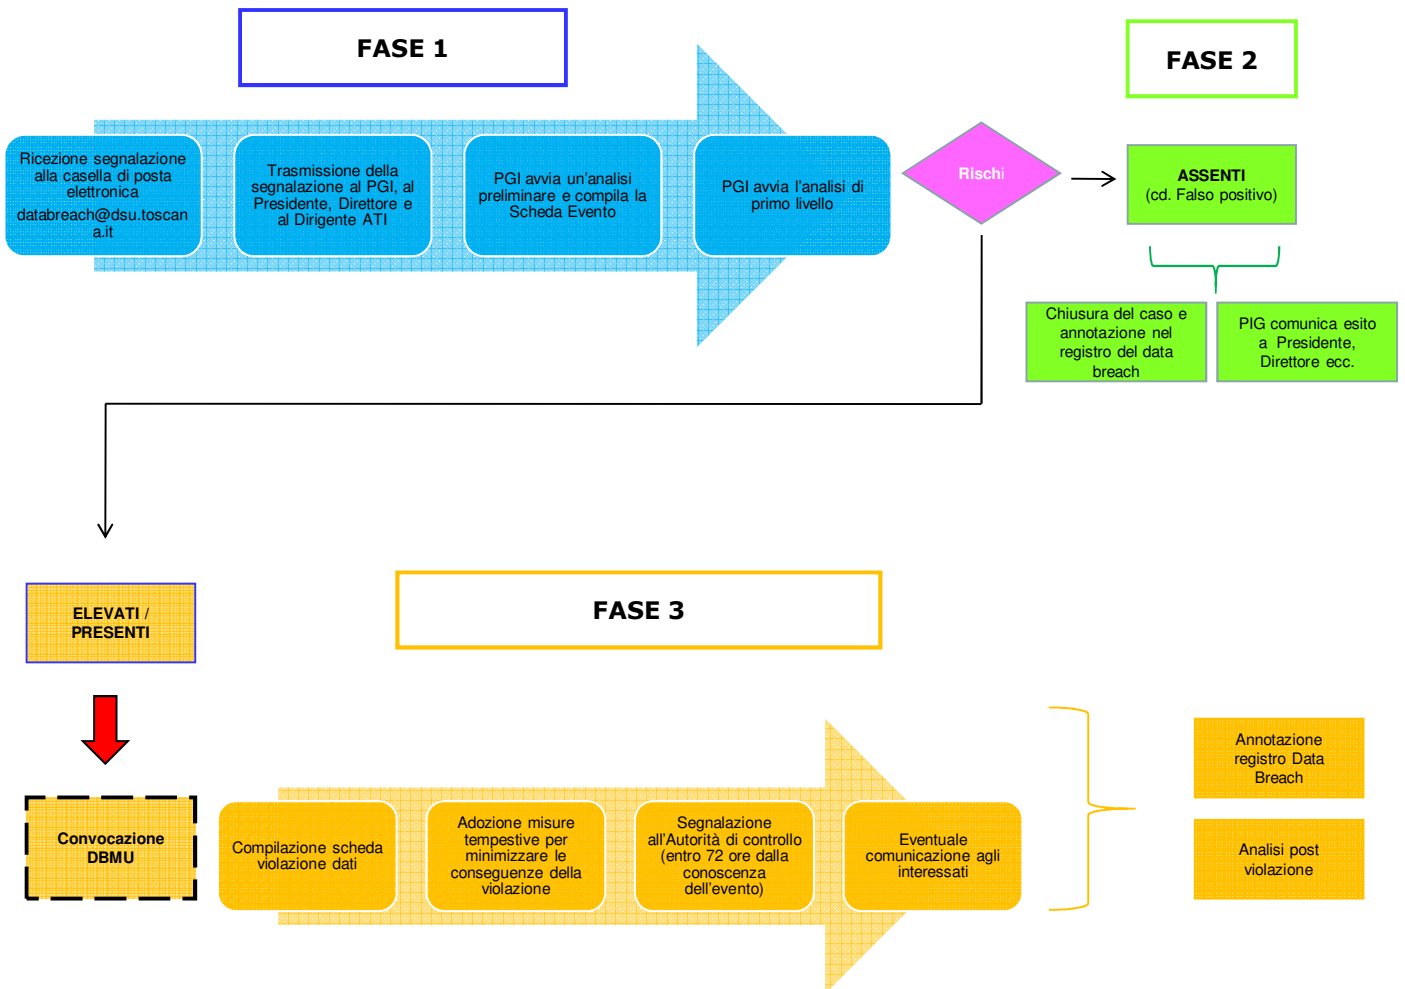 FASE 1
FASE 2
Ricezione segnalazione
alla casella di posta
elettronica
databreach@dsu.toscan
a.it
Trasmissione della
segnalazione al PGI, al
Presidente, Direttore e
al Dirigente ATI
PGI avvia un'analisi
preliminare e compila la
Scheda Evento
PGI avvia l'analisi di
primo livello
Rischi
ASSENTI
(cd. Falso positivo)
Chiusura del caso e
annotazione nel
registro del data
breach
PIG comunica esito
a Presidente,
Direttore ecc.
ELEVATI /
PRESENTI
FASE 3
Convocazione
DBMU
Compilazione scheda
violazione dati
Adozione misure
tempestive per
minimizzare le
conseguenze della
violazione
Segnalazione
all'Autorità di controllo
(entro 72 ore dalla
conoscenza
dell'evento)
Eventuale
comunicazione agli
interessati
Annotazione
registro Data
Breach
Analisi post
violazione